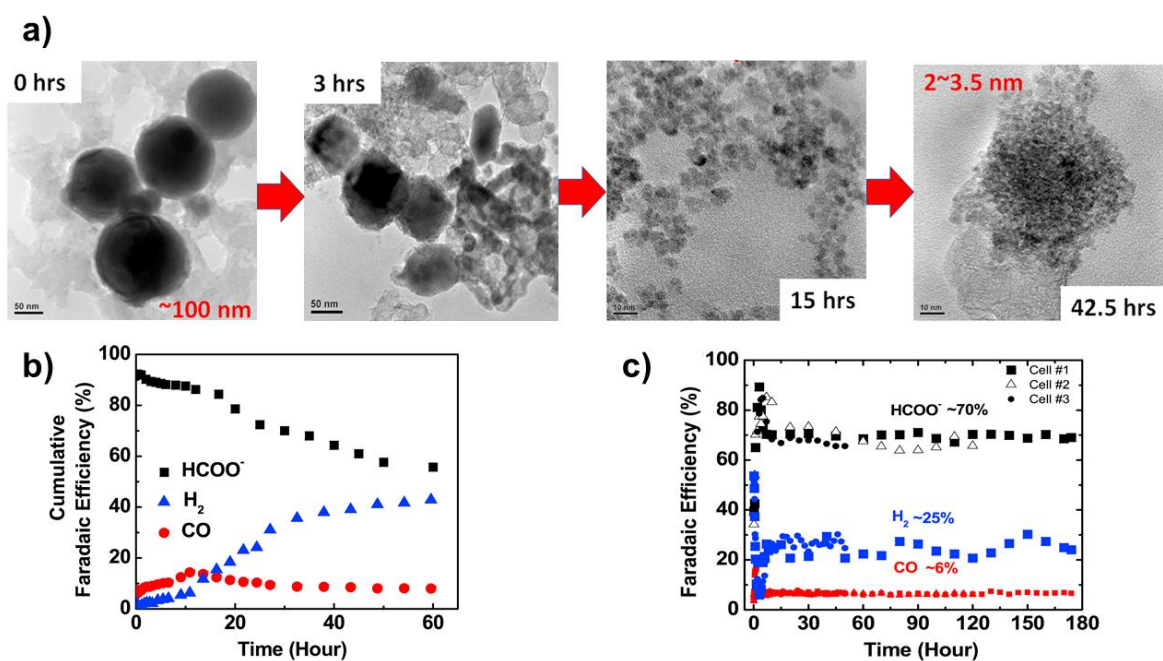 a)
0 hrs
50 nm
~100 nm
3 hrs
50 nm
10 nm
15 hrs
2~3.5 nm
10 nm
42.5 hrs
b)
Cumulative
Faradaic Efficiency (%)
100
80
60
40
20
0
HCOO⁻
H₂
CO
0 20 40 60
Time (Hour)
c)
Faradaic Efficiency (%)
100
80
60
40
20
0
Cell #1
Cell #2
Cell #3
HCOO⁻ ~70%
H₂ ~25%
CO ~6%
0 30 60 90 120 150 180
Time (Hour)